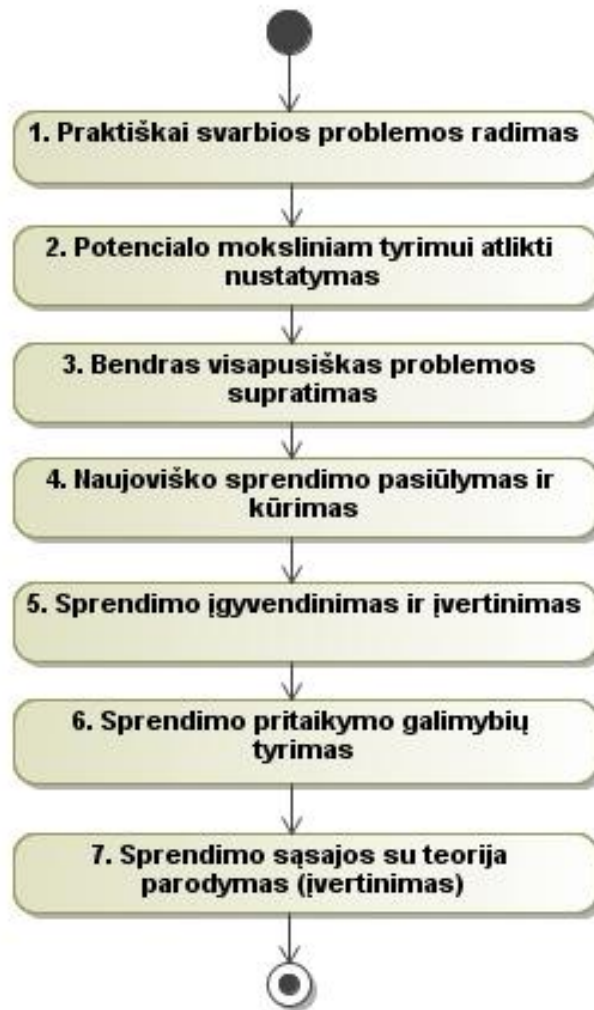 1. Praktiškai svarbios problemos radimas
2. Potencialo moksliniam tyrimui atlikti
nustatymas
3. Bendras visapusiškas problemos
supratimas
4. Naujoviško sprendimo pasiūlymas ir
kūrimas
5. Sprendimo įgyvendinimas ir įvertinimas
6. Sprendimo pritaikymo galimybių
tyrimas
7. Sprendimo sąsajos su teorija
parodymas (įvertinimas)